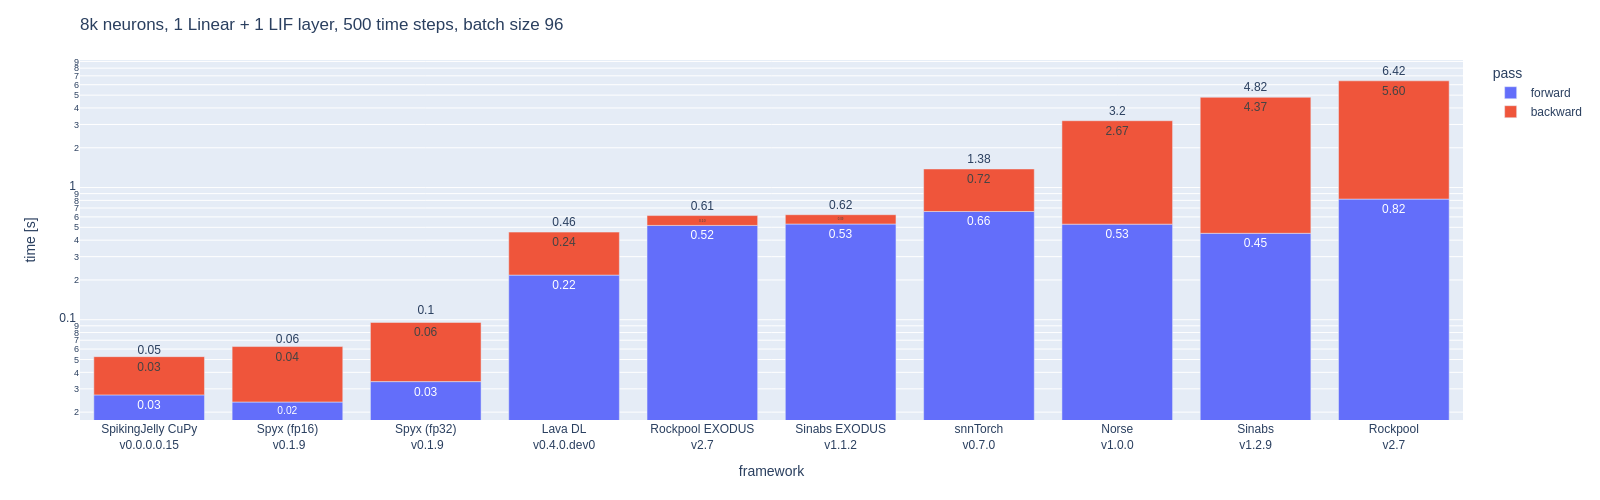 8k neurons, 1 Linear + 1 LIF layer, 500 time steps, batch size 96
pass
forward
backward
time [s]
9
8
7
6
5
4
3
2
1
9
8
7
6
5
4
3
2
0.1
9
8
7
6
5
4
3
2
0.05
0.03
0.03
0.06
0.04
0.02
0.1
0.06
0.03
0.46
0.24
0.22
0.61
0.52
0.62
0.53
1.38
0.72
0.66
3.2
2.67
0.53
4.82
4.37
0.45
6.42
5.60
0.82
SpikingJelly CuPy
v0.0.0.0.15
Spyx (fp16)
v0.1.9
Spyx (fp32)
v0.1.9
Lava DL
v0.4.0.dev0
Rockpool EXODUS
v2.7
Sinabs EXODUS
v1.1.2
snnTorch
v0.7.0
Norse
v1.0.0
Sinabs
v1.2.9
Rockpool
v2.7
framework